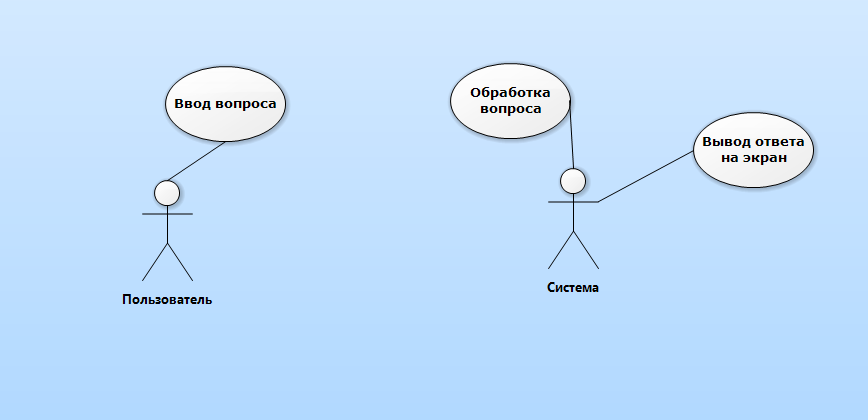 Ввод вопроса
Обработка
вопроса
Вывод ответа
на экран
Пользователь
Система